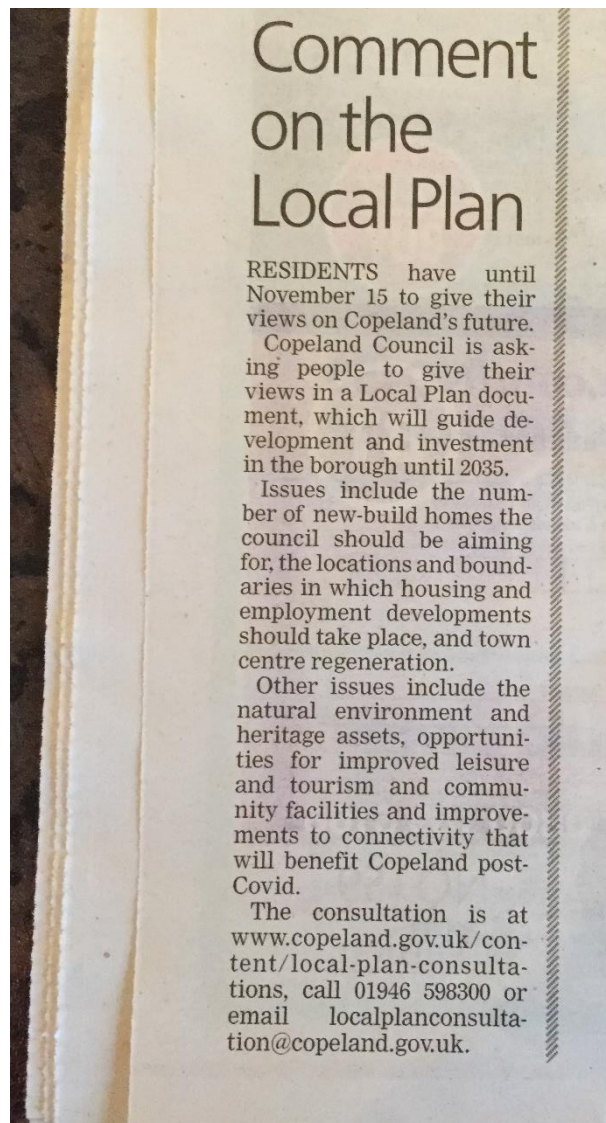 Comment
on the
Local Plan
RESIDENTS have until
November 15 to give their
views on Copeland's future.
Copeland Council is ask-
ing people to give their
views in a Local Plan docu-
ment, which will guide de-
velopment and investment
in the borough until 2035.
Issues include the num-
ber of new-build homes the
council should be aiming
for, the locations and bound-
aries in which housing and
employment developments
should take place, and town
centre regeneration.
Other issues include the
natural environment and
heritage assets, opportuni-
ties for improved leisure
and tourism and commu-
nity facilities and improve-
ments to connectivity that
will benefit Copeland post-
Covid.
The consultation is at
www.copeland.gov.uk/con-
tent/local-plan-consulta-
tions, call 01946 598300 or
email localplanconsulta-
tion@copeland.gov.uk.